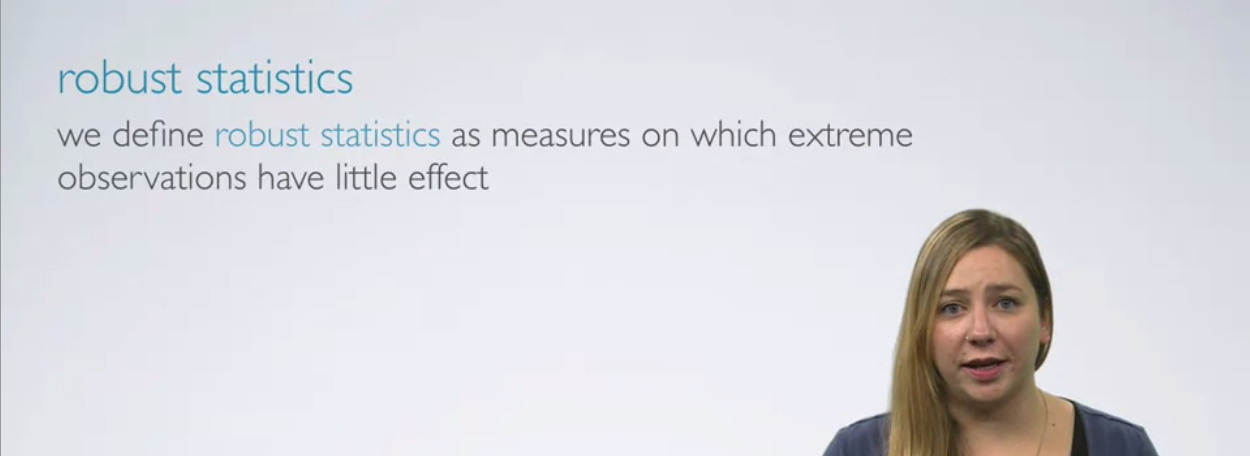 robust statistics
we define robust statistics as measures on which extreme
observations have little effect